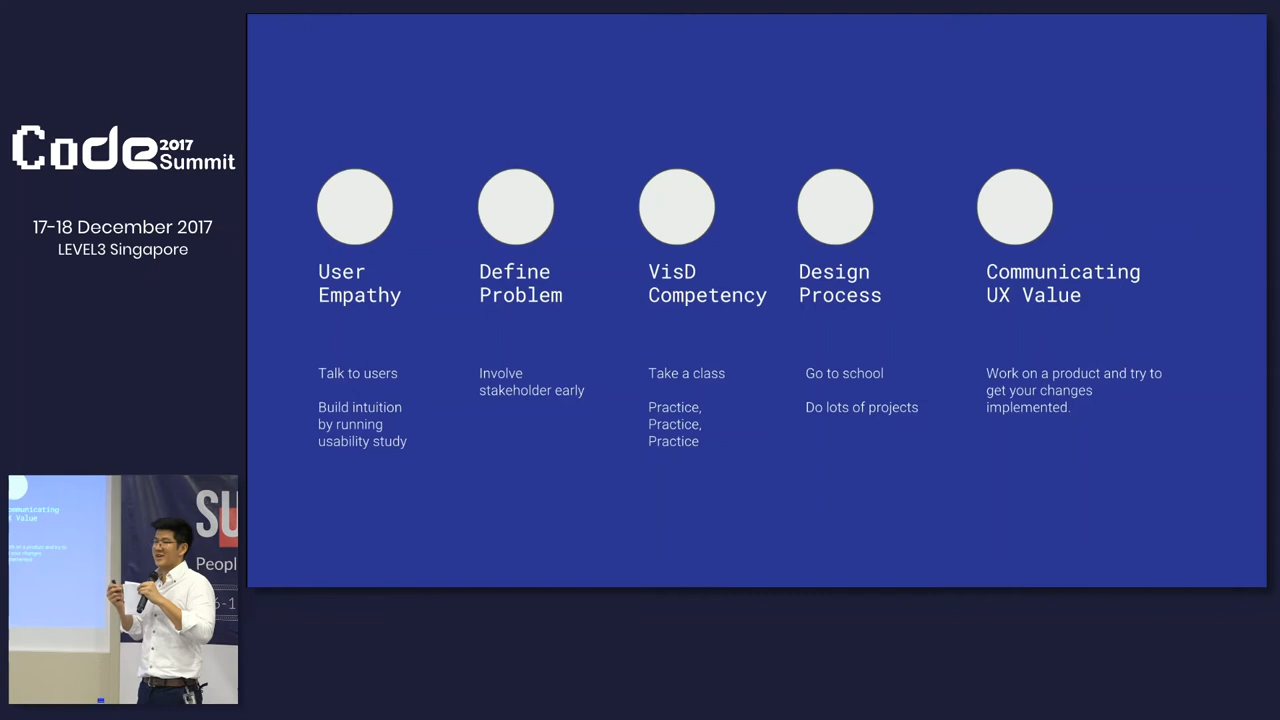 Code 2017
Summit
17-18 December 2017
LEVEL3 Singapore
User
Empathy
Talk to users
Build intuition
by running
usability study
Define
Problem
Involve
stakeholder early
VisD
Competency
Take a class
Practice,
Practice,
Practice
Design
Process
Go to school
Do lots of projects
Communicating
UX Value
Work on a product and try to
get your changes
implemented.
SU
Peopl